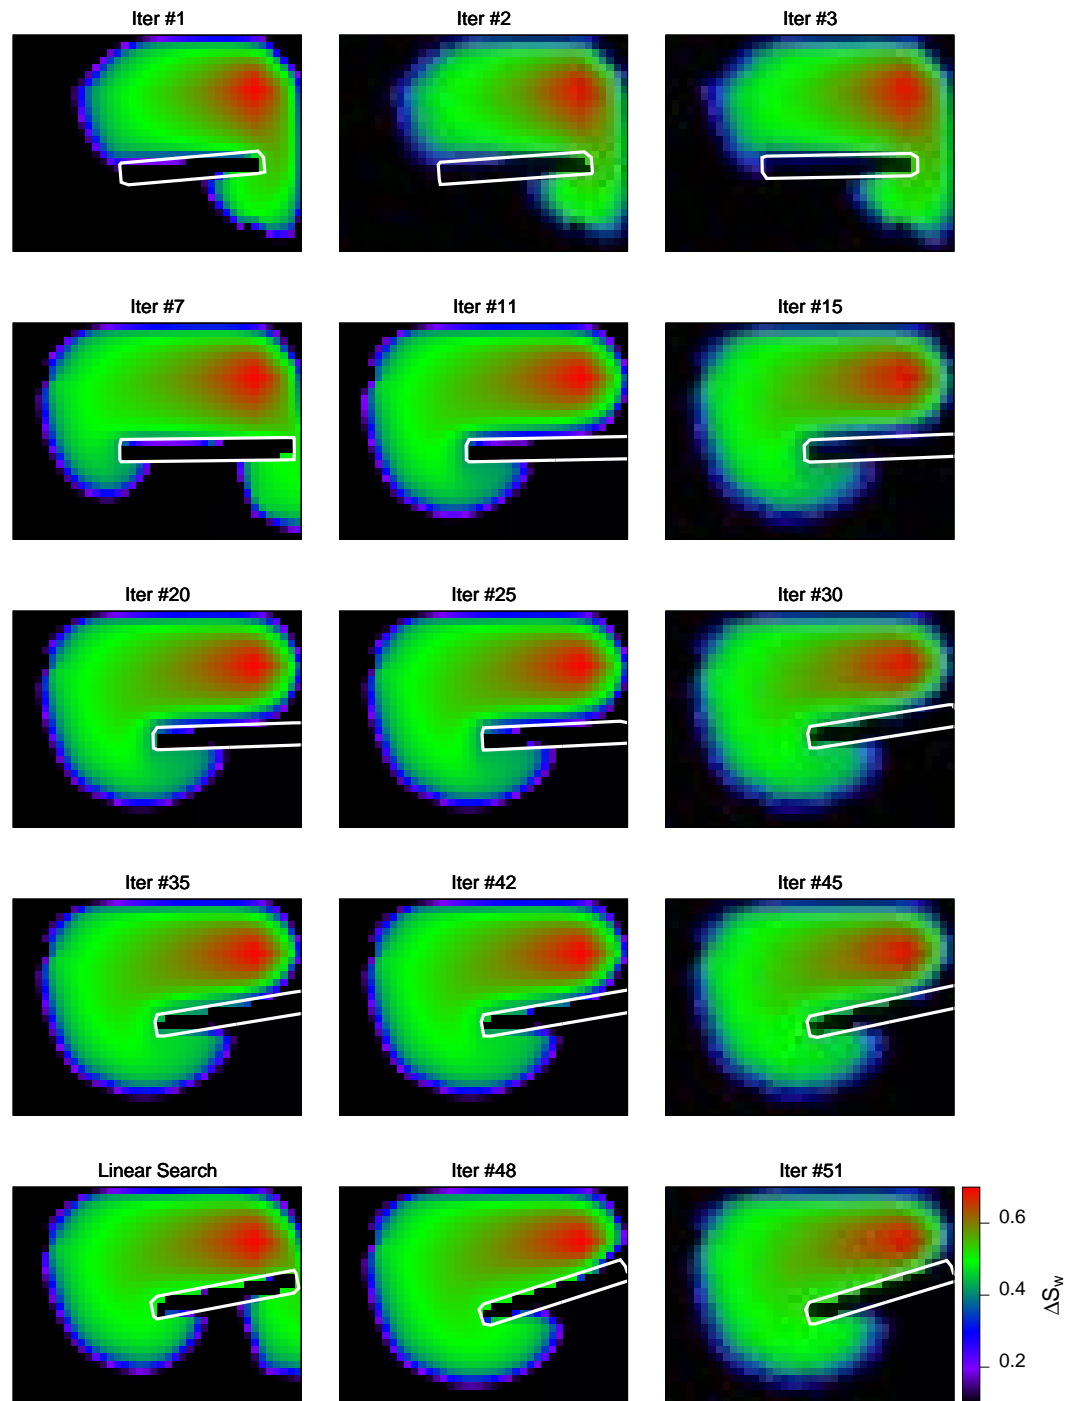 Iter #1
Iter #2
Iter #3
Iter #7
Iter #11
Iter #15
Iter #20
Iter #25
Iter #30
Iter #35
Iter #42
Iter #45
Linear Search
Iter #48
Iter #51
0.6
0.4
0.2
ΔSw